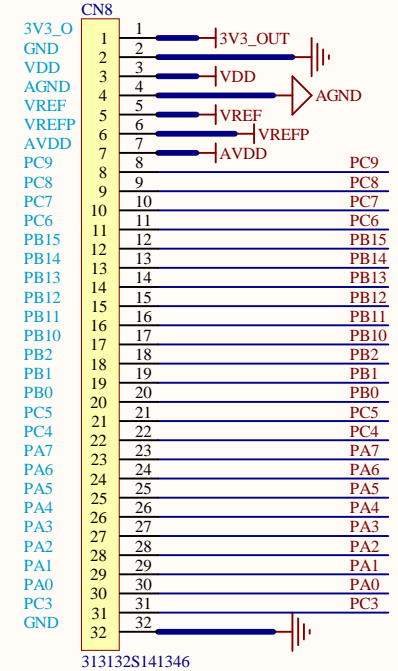 CN8
3V3_O 1 1 3V3_OUT
GND 2 2
VDD 3 3 VDD
AGND 4 4 AGND
VREF 5 5 VREF
VREFP 6 6 VREFP
AVDD 7 7 AVDD
PC9 8 8 PC9
PC8 9 9 PC8
PC7 10 10 PC7
PC6 11 11 PC6
PB15 12 12 PB15
PB14 13 13 PB14
PB13 14 14 PB13
PB12 15 15 PB12
PB11 16 16 PB11
PB10 17 17 PB10
PB2 18 18 PB2
PB1 19 19 PB1
PB0 20 20 PB0
PC5 21 21 PC5
PC4 22 22 PC4
PA7 23 23 PA7
PA6 24 24 PA6
PA5 25 25 PA5
PA4 26 26 PA4
PA3 27 27 PA3
PA2 28 28 PA2
PA1 29 29 PA1
PA0 30 30 PA0
PC3 31 31 PC3
GND 32 32
313132S141346